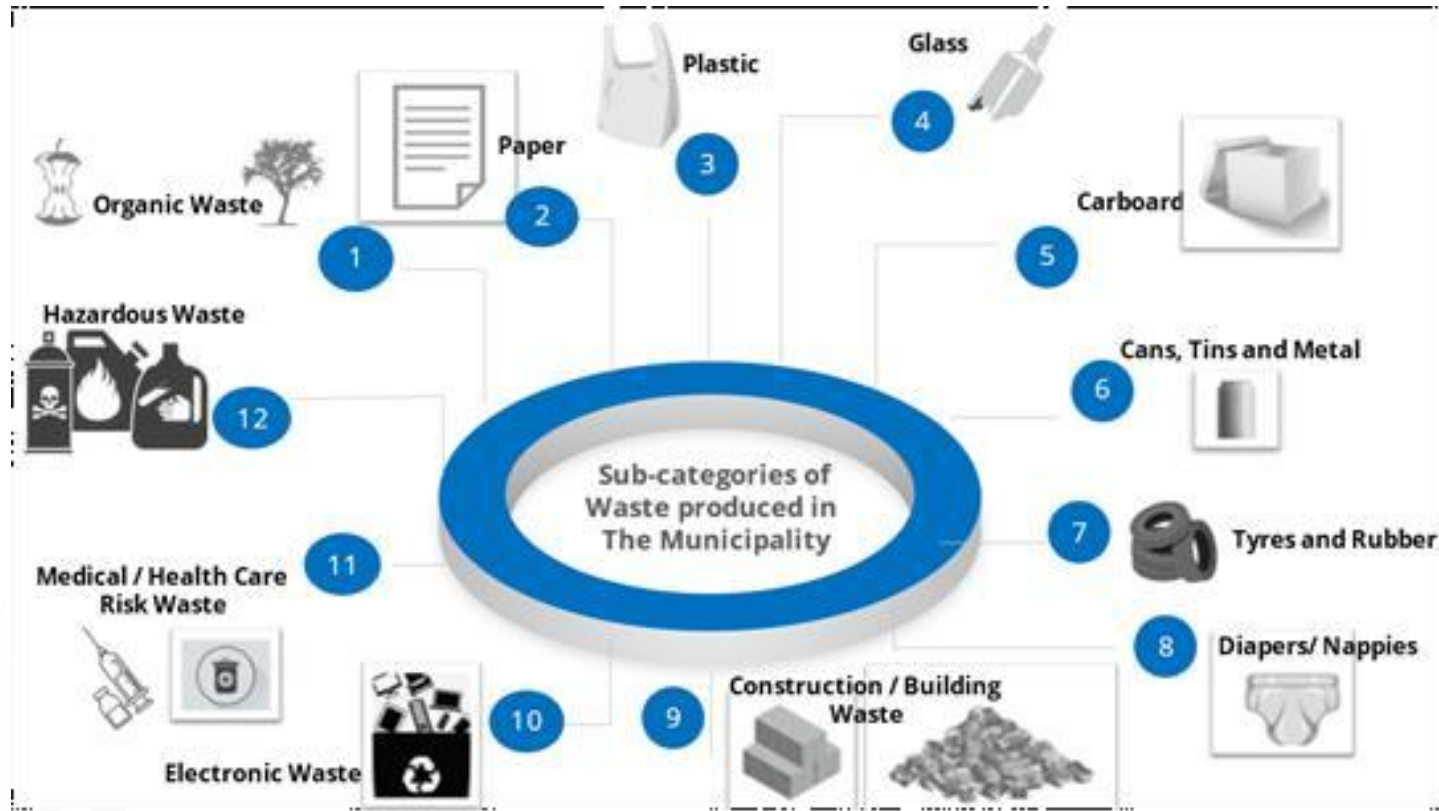 Sub-categories of
Waste produced in
The Municipality
1
Organic Waste
2
Paper
3
Plastic
4
Glass
5
Carboard
6
Cans, Tins and Metal
7
Tyres and Rubber
8
Diapers/ Nappies
9
Construction / Building
Waste
10
Electronic Waste
11
Medical / Health Care
Risk Waste
12
Hazardous Waste